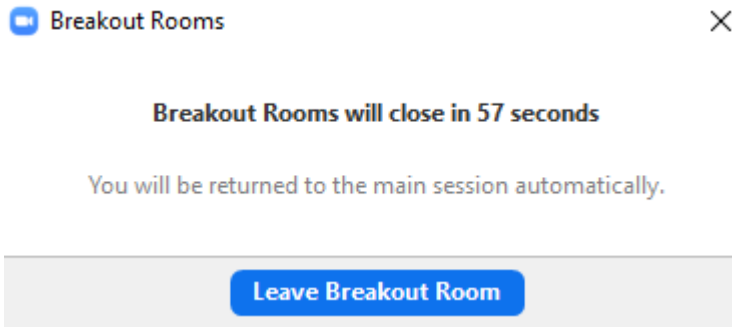 Breakout Rooms
Breakout Rooms will close in 57 seconds
You will be returned to the main session automatically.
Leave Breakout Room